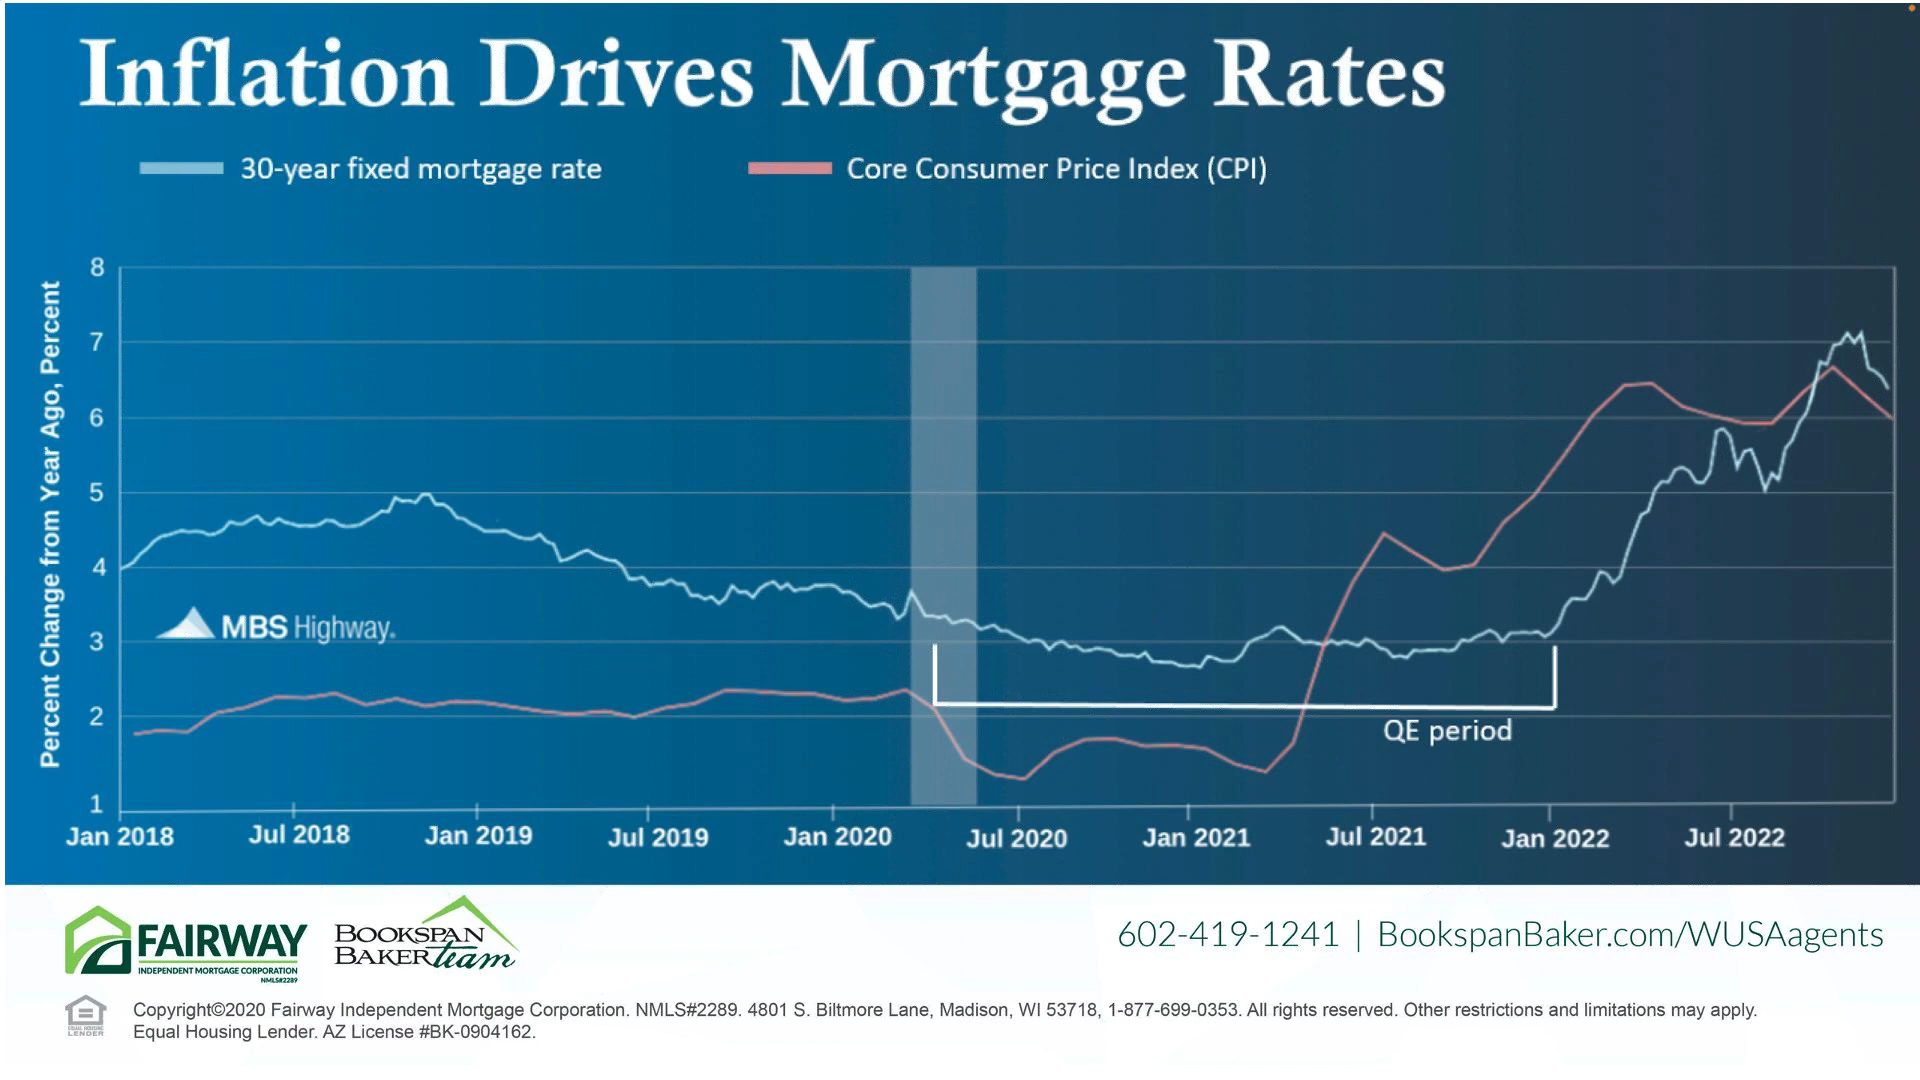 Inflation Drives Mortgage Rates
30-year fixed mortgage rate
Core Consumer Price Index (CPI)
Percent Change from Year Ago, Percent
8
7
6
5
4
3
2
1
MBS Highway.
QE period
Jan 2018
Jul 2018
Jan 2019
Jul 2019
Jan 2020
Jul 2020
Jan 2021
Jul 2021
Jan 2022
Jul 2022
FAIRWAY
INDEPENDENT MORTGAGE CORPORATION
NMLS#2289
BOOKSPAN
BAKER team
602-419-1241 | BookspanBaker.com/WUSAagents
EQUAL HOUSING
LENDER
Copyright©2020 Fairway Independent Mortgage Corporation. NMLS#2289. 4801 S. Biltmore Lane, Madison, WI 53718, 1-877-699-0353. All rights reserved. Other restrictions and limitations may apply.
Equal Housing Lender. AZ License #BK-0904162.